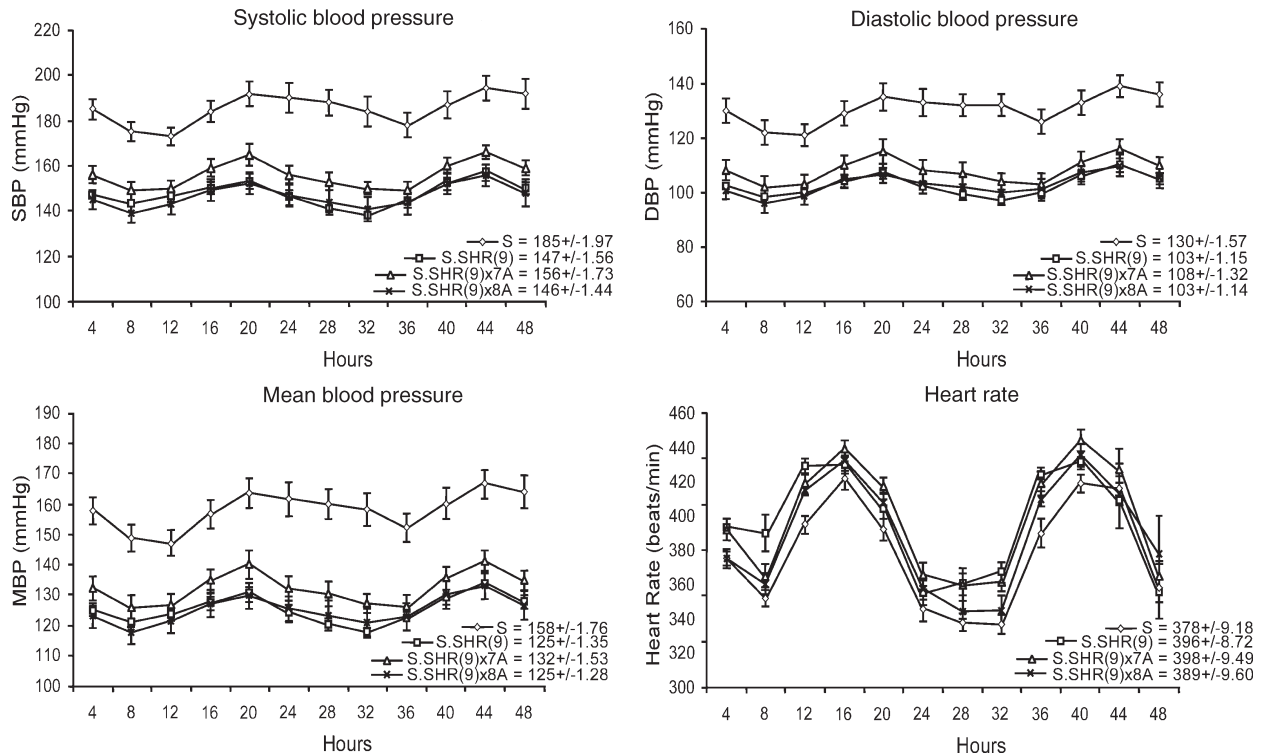 Systolic blood pressure
SBP (mmHg)
220
200
180
160
140
120
100
S = 185+/-1.97
S.SHR(9) = 147+/-1.56
S.SHR(9)x7A = 156+/-1.73
S.SHR(9)x8A = 146+/-1.44
4 8 12 16 20 24 28 32 36 40 44 48
Hours
Diastolic blood pressure
DBP (mmHg)
160
140
120
100
80
60
S = 130+/-1.57
S.SHR(9) = 103+/-1.15
S.SHR(9)x7A = 108+/-1.32
S.SHR(9)x8A = 103+/-1.14
4 8 12 16 20 24 28 32 36 40 44 48
Hours
Mean blood pressure
MBP (mmHg)
190
180
170
160
150
140
130
120
110
100
S = 158+/-1.76
S.SHR(9) = 125+/-1.35
S.SHR(9)x7A = 132+/-1.53
S.SHR(9)x8A = 125+/-1.28
4 8 12 16 20 24 28 32 36 40 44 48
Hours
Heart rate
Heart Rate (beats/min)
460
440
420
400
380
360
340
320
300
S = 378+/-9.18
S.SHR(9) = 396+/-8.72
S.SHR(9)x7A = 398+/-9.49
S.SHR(9)x8A = 389+/-9.60
4 8 12 16 20 24 28 32 36 40 44 48
Hours